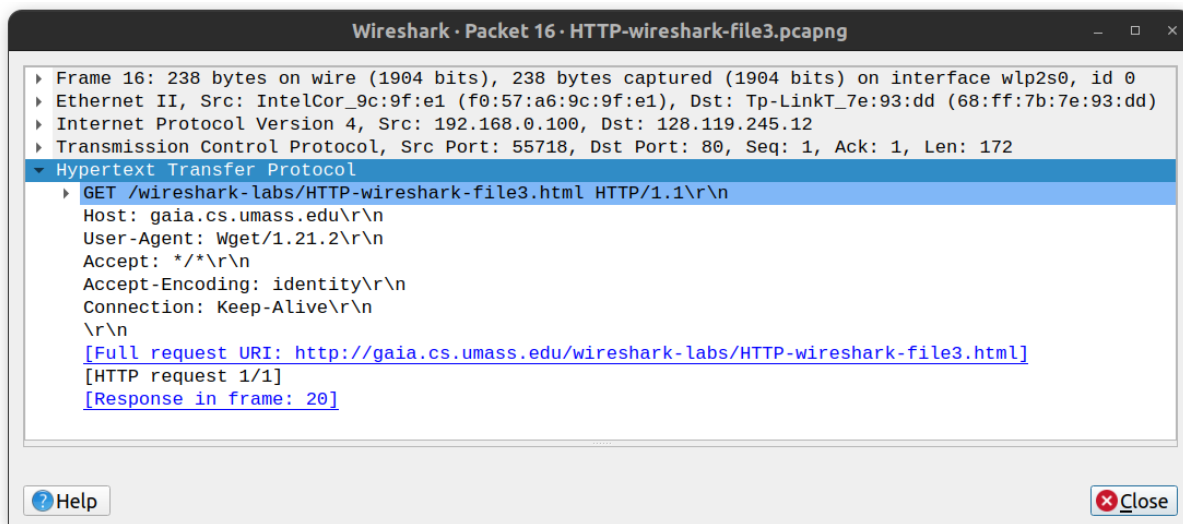 Wireshark · Packet 16 · HTTP-wireshark-file3.pcapng
Frame 16: 238 bytes on wire (1904 bits), 238 bytes captured (1904 bits) on interface wlp2s0, id 0
Ethernet II, Src: IntelCor_9c:9f:e1 (f0:57:a6:9c:9f:e1), Dst: Tp-LinkT_7e:93:dd (68:ff:7b:7e:93:dd)
Internet Protocol Version 4, Src: 192.168.0.100, Dst: 128.119.245.12
Transmission Control Protocol, Src Port: 55718, Dst Port: 80, Seq: 1, Ack: 1, Len: 172
Hypertext Transfer Protocol
GET /wireshark-labs/HTTP-wireshark-file3.html HTTP/1.1\r\n
Host: gaia.cs.umass.edu\r\n
User-Agent: Wget/1.21.2\r\n
Accept: */*\r\n
Accept-Encoding: identity\r\n
Connection: Keep-Alive\r\n
\r\n
[Full request URI: http://gaia.cs.umass.edu/wireshark-labs/HTTP-wireshark-file3.html]
[HTTP request 1/1]
[Response in frame: 20]
Help
Close